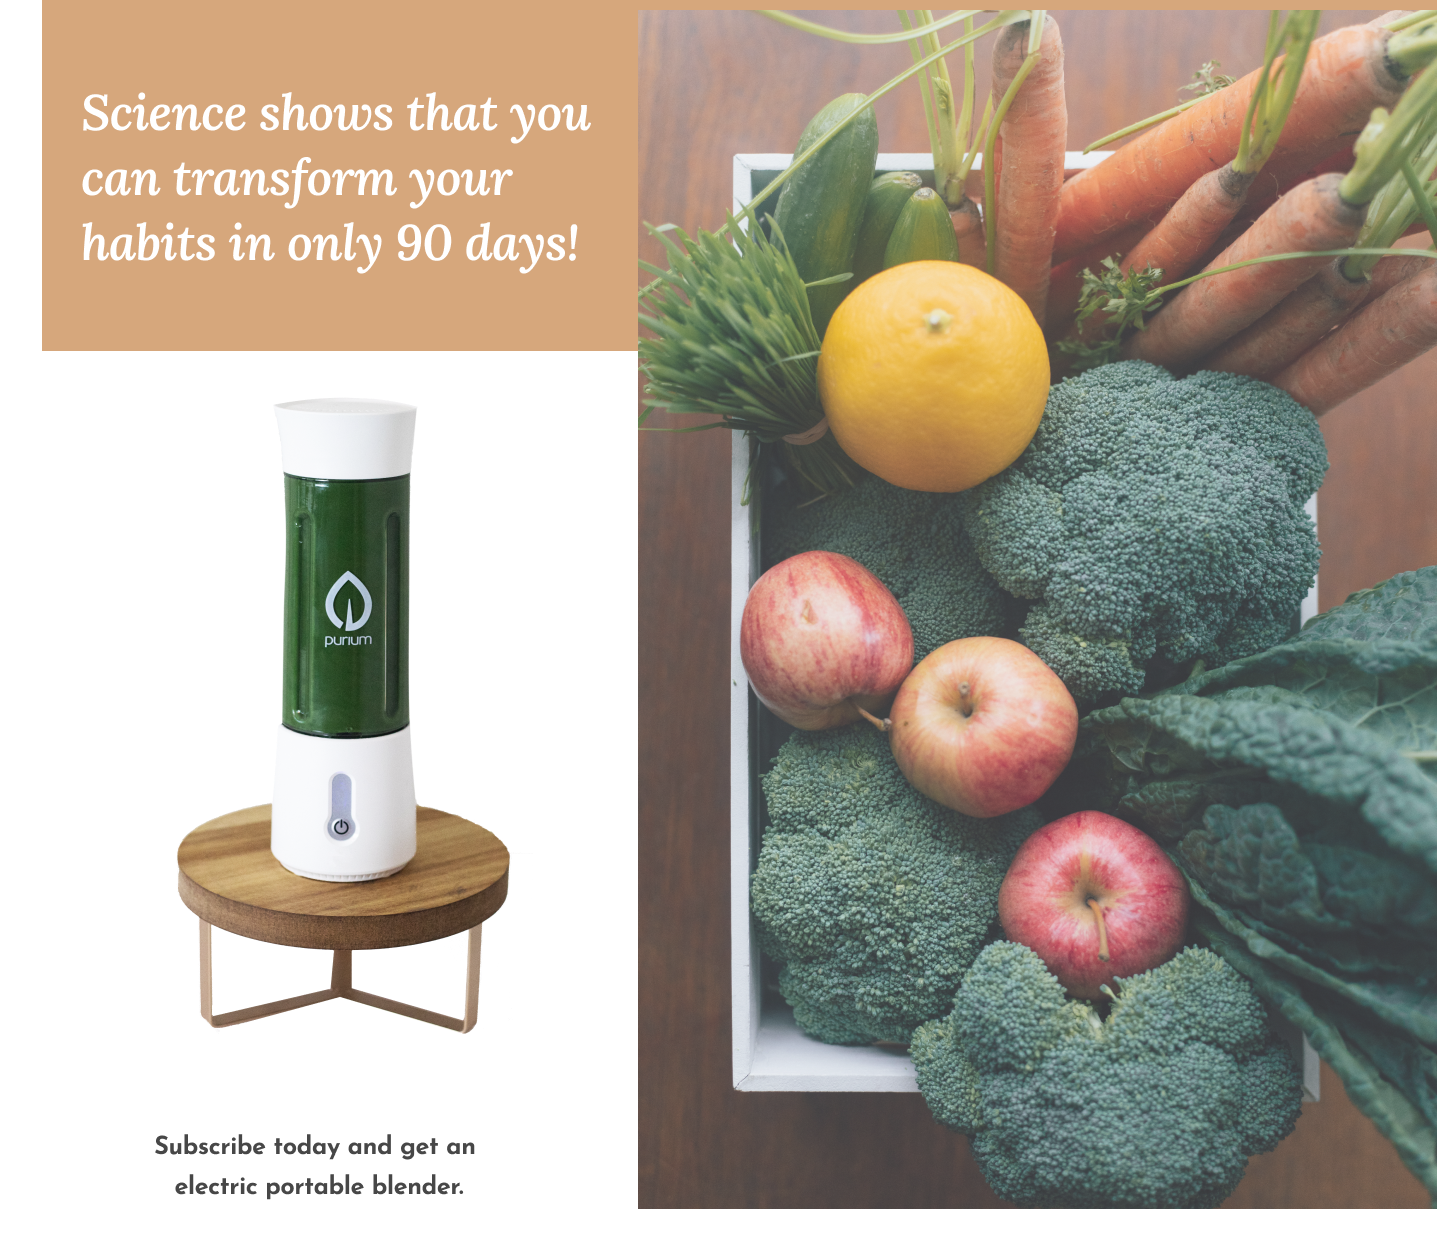 Science shows that you
can transform your
habits in only 90 days!
purium
Subscribe today and get an
electric portable blender.